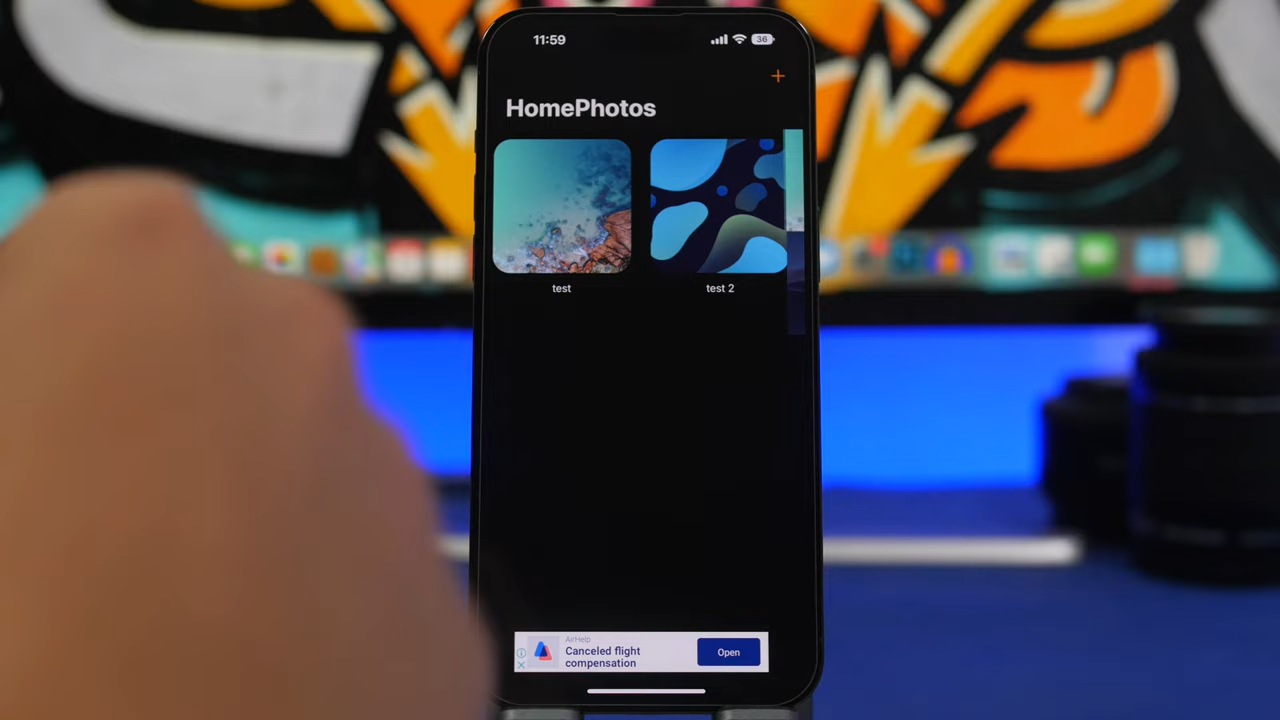 11:59
36
+
HomePhotos
test
test 2
AirHelp
Canceled flight
compensation
Open